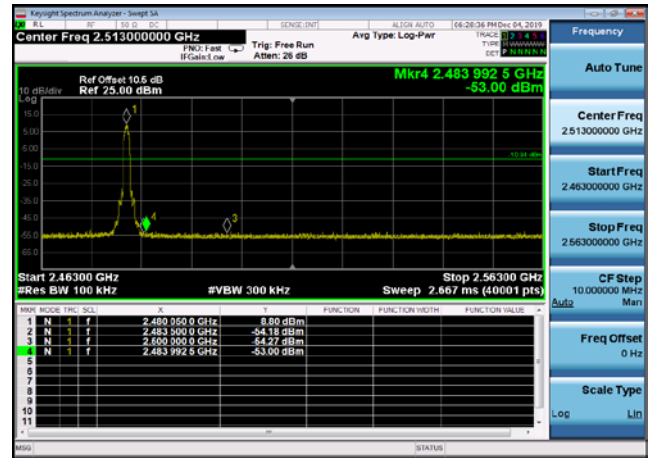 Keysight Spectrum Analyzer - Swept SA
RL RF 50 Ω DC SENSE:INT ALIGN AUTO 06:20:36 PM Dec 04, 2019
Center Freq 2.513000000 GHz
PNO: Fast
IFGain:Low
Trig: Free Run
Atten: 26 dB
Avg Type: Log-Pwr
TRACE 1 2 3 4 5 6
TYPE
DET P N N N N N
Ref Offset 10.5 dB
10 dB/div Ref 25.00 dBm
Log
Mkr4 2.483 992 5 GHz
-53.00 dBm
15.0
5.00
-5.00
-15.0
-25.0
-35.0
-45.0
-55.0
-65.0
1
4
3
Start 2.46300 GHz
Stop 2.56300 GHz
#Res BW 100 kHz
#VBW 300 kHz
Sweep 2.667 ms (40001 pts)
MKR MODE TRC SCL X Y FUNCTION FUNCTION WIDTH FUNCTION VALUE
1 N 1 f 2.480 050 0 GHz 8.80 dBm
2 N 1 f 2.483 500 0 GHz -54.18 dBm
3 N 1 f 2.500 000 0 GHz -54.27 dBm
4 N 1 f 2.483 992 5 GHz -53.00 dBm
5
6
7
8
9
10
11
MSG
STATUS
Frequency
Auto Tune
Center Freq
2.513000000 GHz
Start Freq
2.463000000 GHz
Stop Freq
2.563000000 GHz
CF Step
10.000000 MHz
Auto Man
Freq Offset
0 Hz
Scale Type
Log Lin